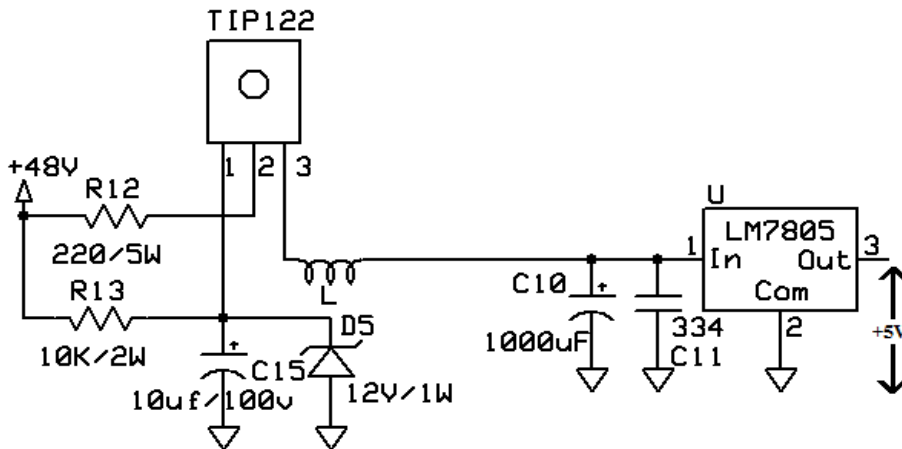 TIP122
1 2 3
+48V
R12
220/5W
R13
10K/2W
L
C15
10uf/100v
D5
12V/1W
C10
1000uF
334
C11
U
LM7805
1 In Out 3
Com
2
+5V
+
+